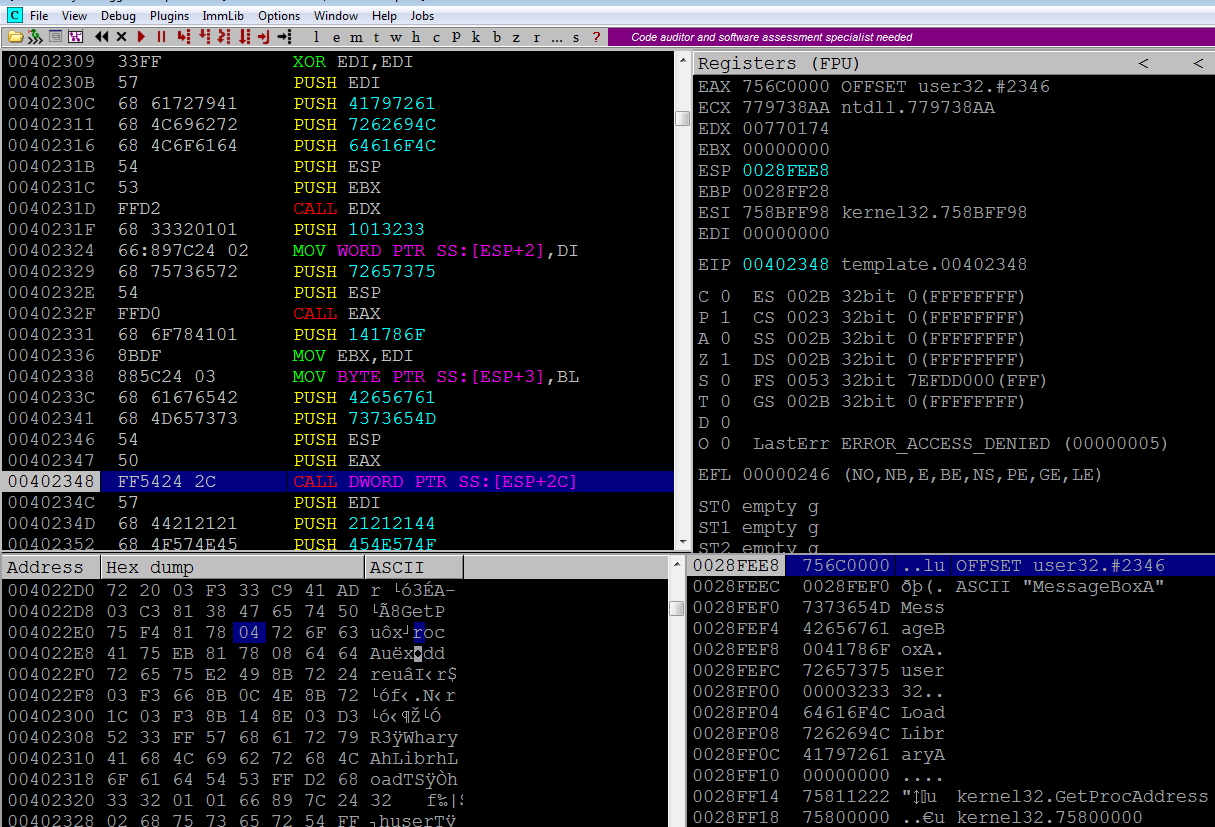 File View Debug Plugins ImmLib Options Window Help Jobs
l e m t w h c P k b z r ... s ? Code auditor and software assessment specialist needed
00402309 33FF XOR EDI,EDI
0040230B 57 PUSH EDI
0040230C 68 61727941 PUSH 41797261
00402311 68 4C696272 PUSH 7262694C
00402316 68 4C6F6164 PUSH 64616F4C
0040231B 54 PUSH ESP
0040231C 53 PUSH EBX
0040231D FFD2 CALL EDX
0040231F 68 33320101 PUSH 1013233
00402324 66:897C24 02 MOV WORD PTR SS:[ESP+2],DI
00402329 68 75736572 PUSH 72657375
0040232E 54 PUSH ESP
0040232F FFD0 CALL EAX
00402331 68 6F784101 PUSH 141786F
00402336 8BDF MOV EBX,EDI
00402338 885C24 03 MOV BYTE PTR SS:[ESP+3],BL
0040233C 68 61676542 PUSH 42656761
00402341 68 4D657373 PUSH 7373654D
00402346 54 PUSH ESP
00402347 50 PUSH EAX
00402348 FF5424 2C CALL DWORD PTR SS:[ESP+2C]
0040234C 57 PUSH EDI
0040234D 68 44212121 PUSH 21212144
00402352 68 4F574E45 PUSH 454E574F
Registers (FPU) < <
EAX 756C0000 OFFSET user32.#2346
ECX 779738AA ntdll.779738AA
EDX 00770174
EBX 00000000
ESP 0028FEE8
EBP 0028FF28
ESI 758BFF98 kernel32.758BFF98
EDI 00000000
EIP 00402348 template.00402348
C 0 ES 002B 32bit 0(FFFFFFFF)
P 1 CS 0023 32bit 0(FFFFFFFF)
A 0 SS 002B 32bit 0(FFFFFFFF)
Z 1 DS 002B 32bit 0(FFFFFFFF)
S 0 FS 0053 32bit 7EFDD000(FFF)
T 0 GS 002B 32bit 0(FFFFFFFF)
D 0
O 0 LastErr ERROR_ACCESS_DENIED (00000005)
EFL 00000246 (NO,NB,E,BE,NS,PE,GE,LE)
ST0 empty g
ST1 empty g
ST2 empty g
Address Hex dump ASCII
004022D0 72 20 03 F3 33 C9 41 AD r └ó3ÉA-
004022D8 03 C3 81 38 47 65 74 50 └Ã8GetP
004022E0 75 F4 81 78 04 72 6F 63 uôx┘roc
004022E8 41 75 EB 81 78 08 64 64 Auëx◘dd
004022F0 72 65 75 E2 49 8B 72 24 reuâI‹r$
004022F8 03 F3 66 8B 0C 4E 8B 72 └óf‹.N‹r
00402300 1C 03 F3 8B 14 8E 03 D3 └ó‹¶Ž└Ó
00402308 52 33 FF 57 68 61 72 79 R3ÿWhary
00402310 41 68 4C 69 62 72 68 4C AhLibrhL
00402318 6F 61 64 54 53 FF D2 68 oadTSÿÒh
00402320 33 32 01 01 66 89 7C 24 32 f‰|$
00402328 02 68 75 73 65 72 54 FF ┐huserTÿ
0028FEE8 756C0000 ..lu OFFSET user32.#2346
0028FEEC 0028FEF0 ðþ(. ASCII "MessageBoxA"
0028FEF0 7373654D Mess
0028FEF4 42656761 ageB
0028FEF8 0041786F oxA.
0028FEFC 72657375 user
0028FF00 00003233 32..
0028FF04 64616F4C Load
0028FF08 7262694C Libr
0028FF0C 41797261 aryA
0028FF10 00000000 ....
0028FF14 75811222 kernel32.GetProcAddress
0028FF18 75800000 ..€u kernel32.75800000